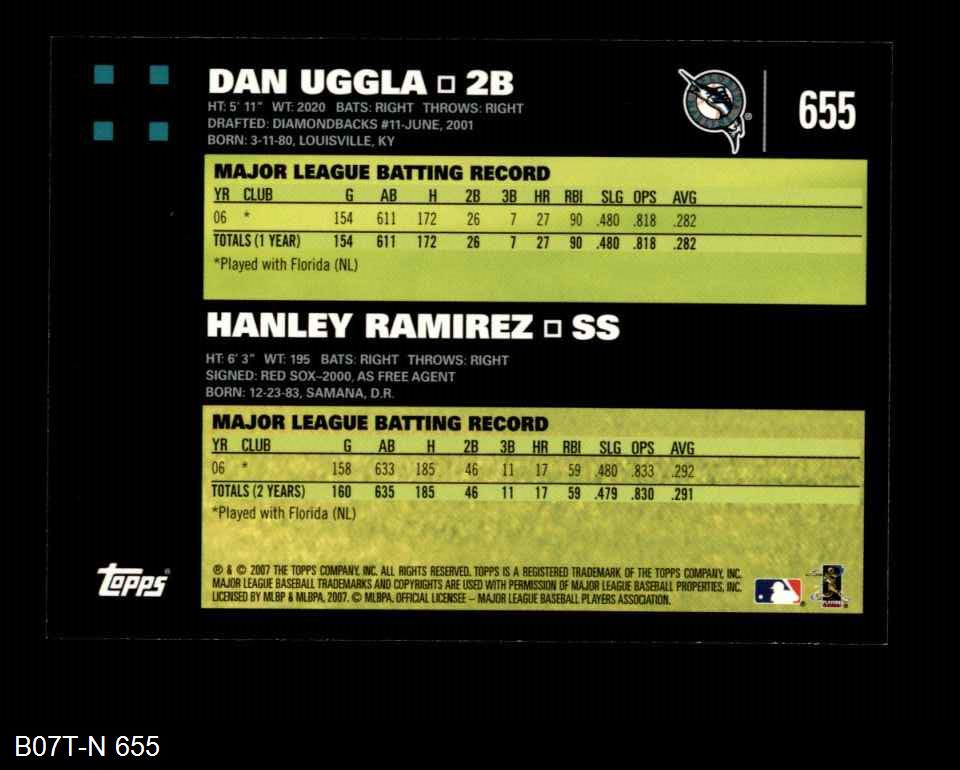 DAN UGGLA □ 2B
HT: 5' 11" WT: 2020 BATS: RIGHT THROWS: RIGHT
DRAFTED: DIAMONDBACKS #11-JUNE, 2001
BORN: 3-11-80, LOUISVILLE, KY
655
MAJOR LEAGUE BATTING RECORD
YR CLUB G AB H 2B 3B HR RBI SLG OPS AVG
06 * 154 611 172 26 7 27 90 .480 .818 .282
TOTALS (1 YEAR) 154 611 172 26 7 27 90 .480 .818 .282
*Played with Florida (NL)
HANLEY RAMIREZ □ SS
HT: 6' 3" WT: 195 BATS: RIGHT THROWS: RIGHT
SIGNED: RED SOX–2000, AS FREE AGENT
BORN: 12-23-83, SAMANA, D.R.
MAJOR LEAGUE BATTING RECORD
YR CLUB G AB H 2B 3B HR RBI SLG OPS AVG
06 * 158 633 185 46 11 17 59 .480 .833 .292
TOTALS (2 YEARS) 160 635 185 46 11 17 59 .479 .830 .291
*Played with Florida (NL)
Topps®
® & © 2007 THE TOPPS COMPANY, INC. ALL RIGHTS RESERVED. TOPPS IS A REGISTERED TRADEMARK OF THE TOPPS COMPANY, INC.
MAJOR LEAGUE BASEBALL TRADEMARKS AND COPYRIGHTS ARE USED WITH PERMISSION OF MAJOR LEAGUE BASEBALL PROPERTIES, INC.
LICENSED BY MLBP & MLBPA, 2007. © MLBPA, OFFICIAL LICENSEE – MAJOR LEAGUE BASEBALL PLAYERS ASSOCIATION.
B07T-N 655